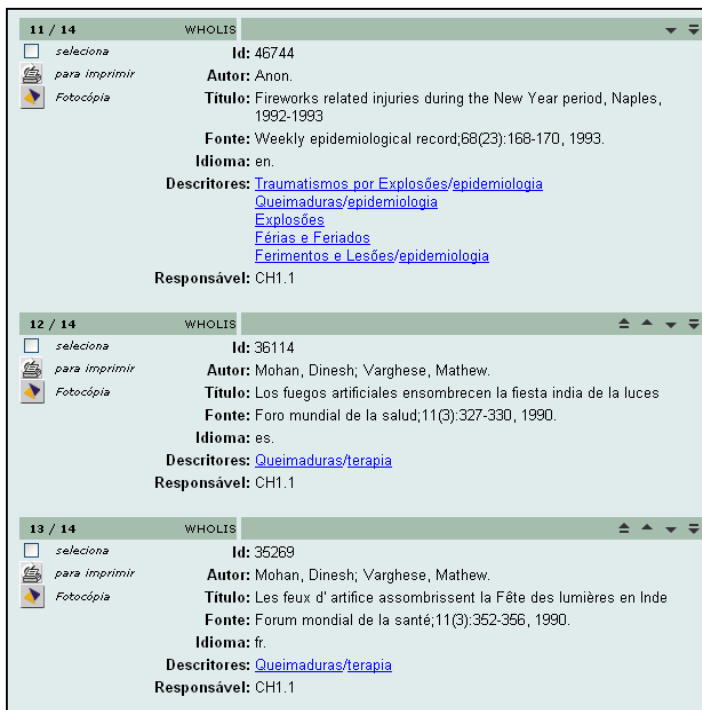 11 / 14 WHOLIS
seleciona Id: 46744
para imprimir Autor: Anon.
Fotocópia Título: Fireworks related injuries during the New Year period, Naples,
1992-1993
Fonte: Weekly epidemiological record;68(23):168-170, 1993.
Idioma: en.
Descritores: Traumatismos por Explosões/epidemiologia
Queimaduras/epidemiologia
Explosões
Férias e Feriados
Ferimentos e Lesões/epidemiologia
Responsável: CH1.1
12 / 14 WHOLIS
seleciona Id: 36114
para imprimir Autor: Mohan, Dinesh; Varghese, Mathew.
Fotocópia Título: Los fuegos artificiales ensombrecen la fiesta india de la luces
Fonte: Foro mundial de la salud;11(3):327-330, 1990.
Idioma: es.
Descritores: Queimaduras/terapia
Responsável: CH1.1
13 / 14 WHOLIS
seleciona Id: 35269
para imprimir Autor: Mohan, Dinesh; Varghese, Mathew.
Fotocópia Título: Les feux d' artifice assombrissent la Fête des lumières en Inde
Fonte: Forum mondial de la santé;11(3):352-356, 1990.
Idioma: fr.
Descritores: Queimaduras/terapia
Responsável: CH1.1